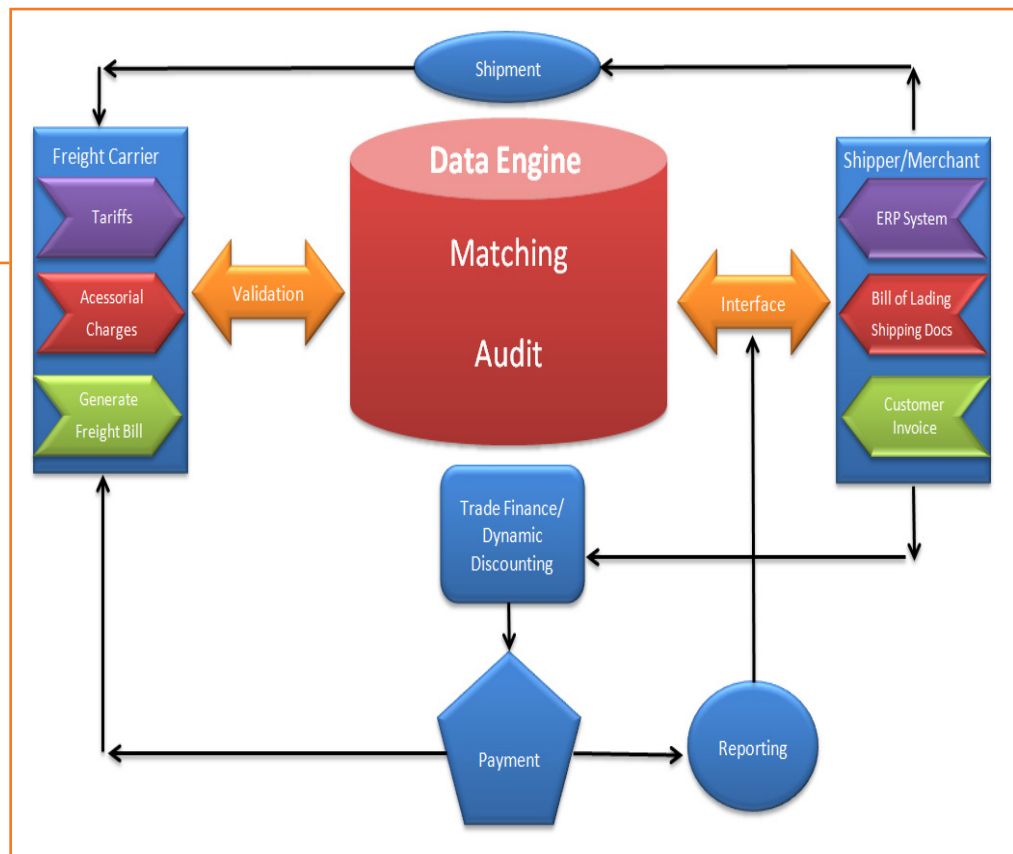 Shipment
Freight Carrier
Tariffs
Acessorial
Charges
Generate
Freight Bill
Validation
Data Engine
Matching
Audit
Interface
Shipper/Merchant
ERP System
Bill of Lading
Shipping Docs
Customer
Invoice
Trade Finance/
Dynamic
Discounting
Payment
Reporting